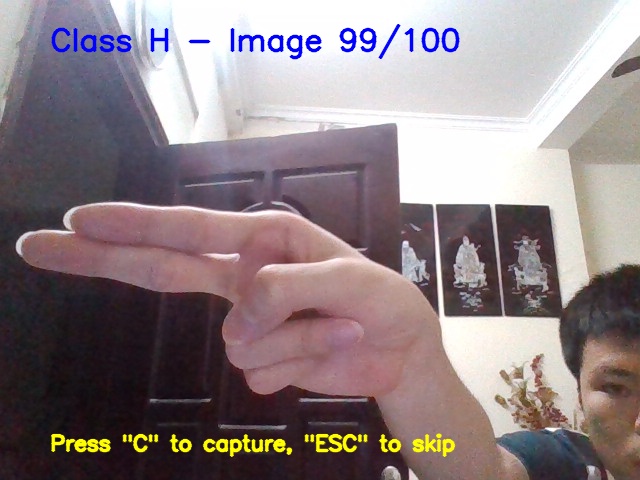 Class H - Image 99/100
Press "C" to capture, "ESC" to skip